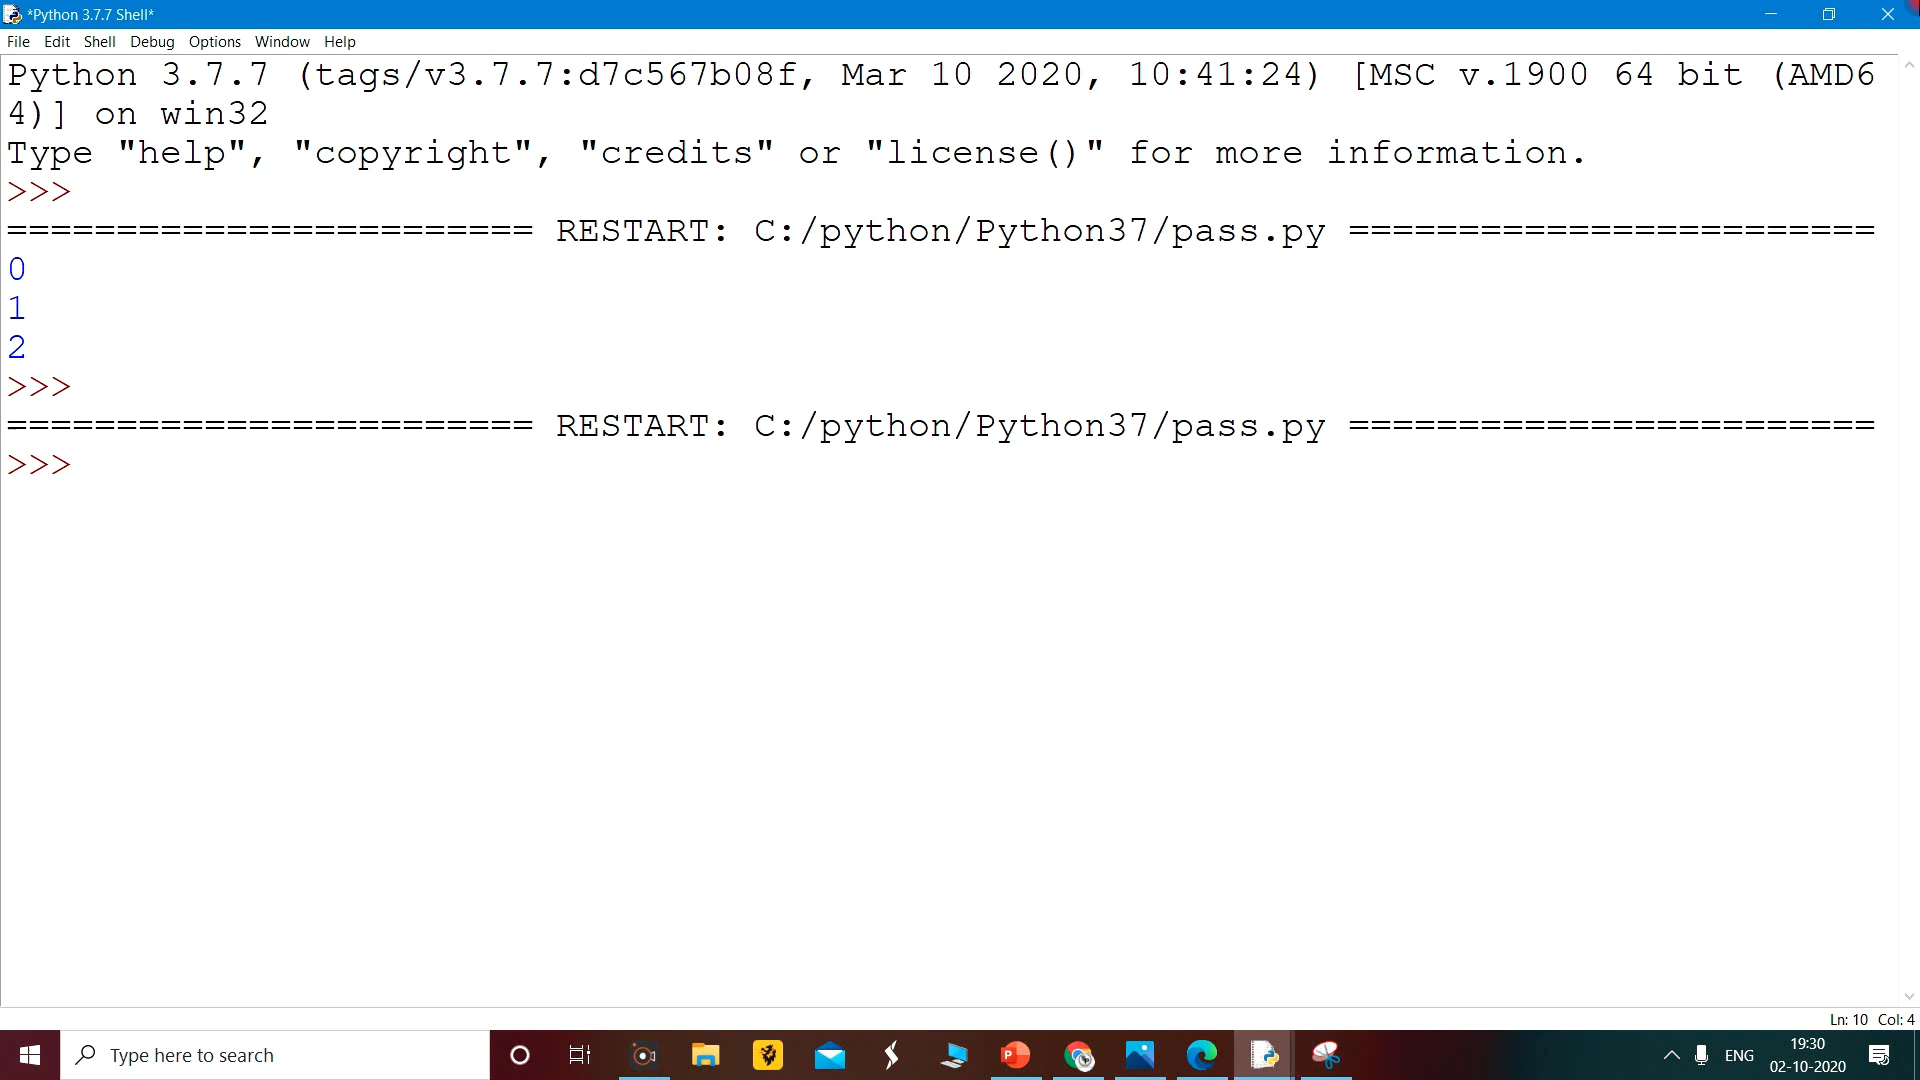 *Python 3.7.7 Shell*
File Edit Shell Debug Options Window Help
Python 3.7.7 (tags/v3.7.7:d7c567b08f, Mar 10 2020, 10:41:24) [MSC v.1900 64 bit (AMD6
4)] on win32
Type "help", "copyright", "credits" or "license()" for more information.
>>>
======================== RESTART: C:/python/Python37/pass.py ========================
0
1
2
>>>
======================== RESTART: C:/python/Python37/pass.py ========================
>>>
Ln: 10 Col: 4
Type here to search
ENG
19:30
02-10-2020